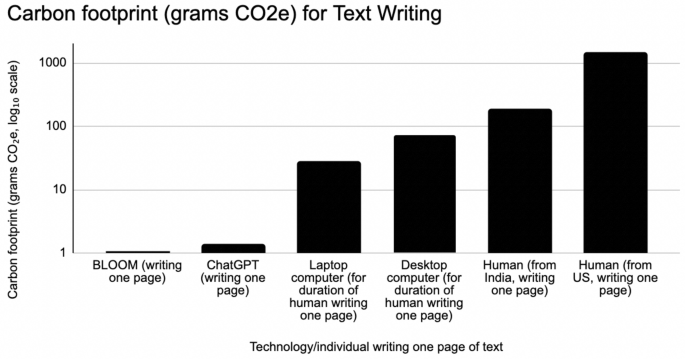 Carbon footprint (grams CO2e) for Text Writing
Carbon footprint (grams CO₂e, log₁₀ scale)
1000
100
10
1
BLOOM (writing
one page)
ChatGPT
(writing one
page)
Laptop
computer (for
duration of
human writing
one page)
Desktop
computer (for
duration of
human writing
one page)
Human (from
India, writing
one page)
Human (from
US, writing one
page)
Technology/individual writing one page of text